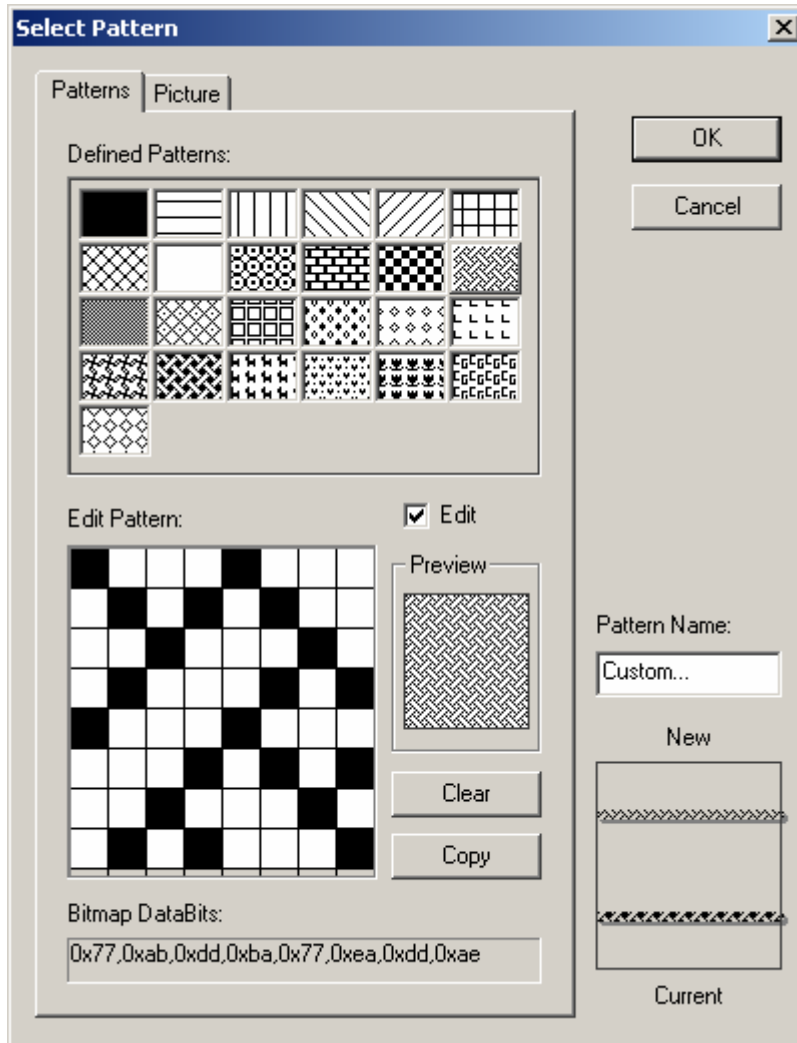 Select Pattern
Patterns
Picture
Defined Patterns:
OK
Cancel
Edit Pattern:
Edit
Preview
Pattern Name:
Custom...
New
Clear
Copy
Bitmap DataBits:
0x77,0xab,0xdd,0xba,0x77,0xea,0xdd,0xae
Current